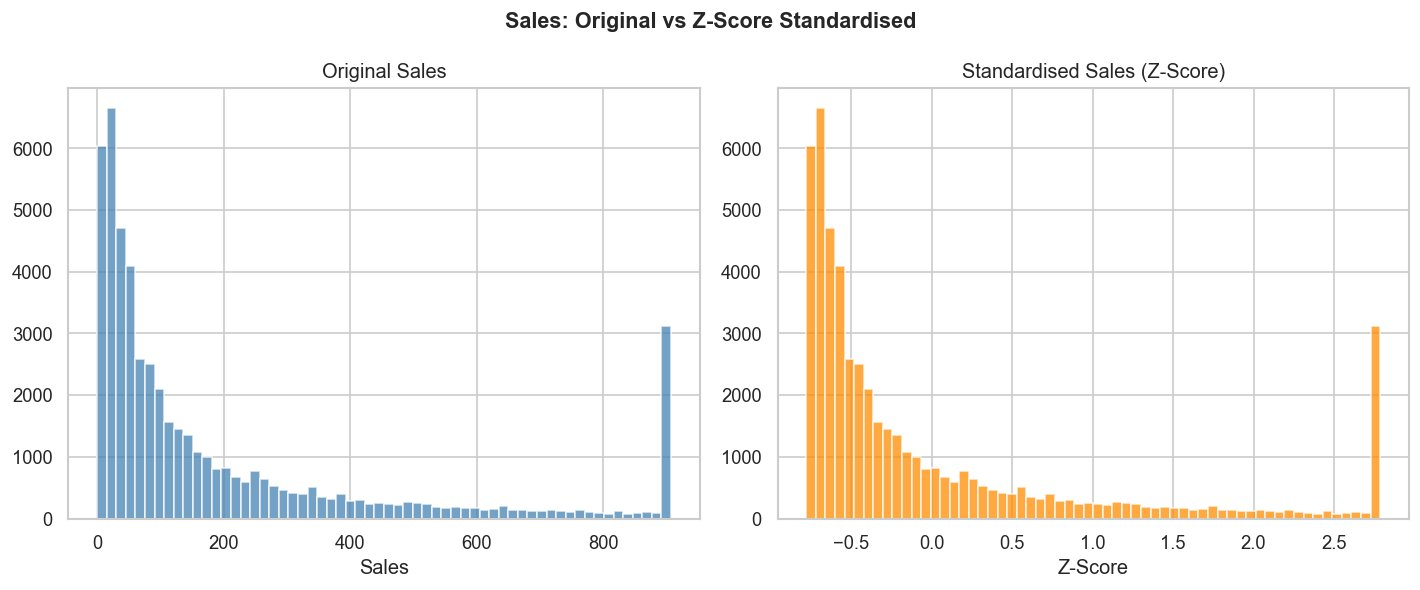 Sales: Original vs Z-Score Standardised
Original Sales
6000
5000
4000
3000
2000
1000
0
0 200 400 600 800
Sales
Standardised Sales (Z-Score)
6000
5000
4000
3000
2000
1000
0
−0.5 0.0 0.5 1.0 1.5 2.0 2.5
Z-Score